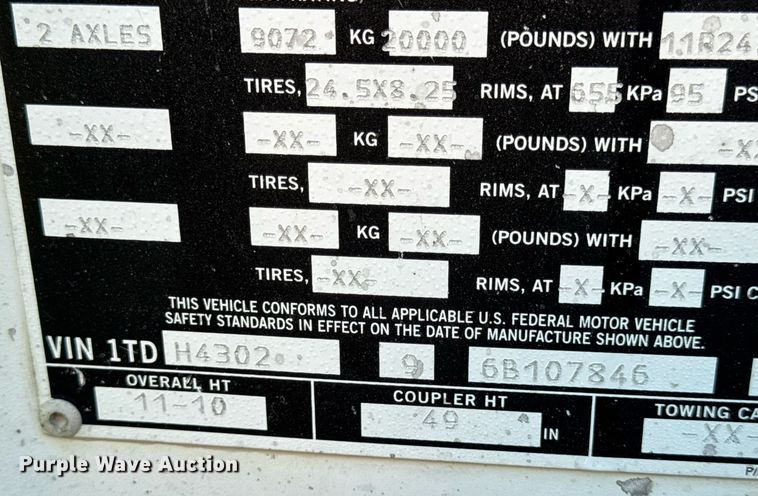 2 AXLES 9072 KG 20000 (POUNDS) WITH 11R24.
TIRES, 24.5X8.25 RIMS, AT 655 KPa 95 PS
-XX- -XX- KG -XX- (POUNDS) WITH -X
TIRES, -XX- RIMS, AT -X- KPa -X- PSI
-XX- -XX- KG -XX- (POUNDS) WITH -XX-
TIRES, -XX- RIMS, AT -X- KPa -X- PSI C
THIS VEHICLE CONFORMS TO ALL APPLICABLE U.S. FEDERAL MOTOR VEHICLE
SAFETY STANDARDS IN EFFECT ON THE DATE OF MANUFACTURE SHOWN ABOVE.
VIN 1TD H4302 9 6B107846
OVERALL HT COUPLER HT TOWING CA
11-10 49 IN -XX-
Purple Wave Auction
P/